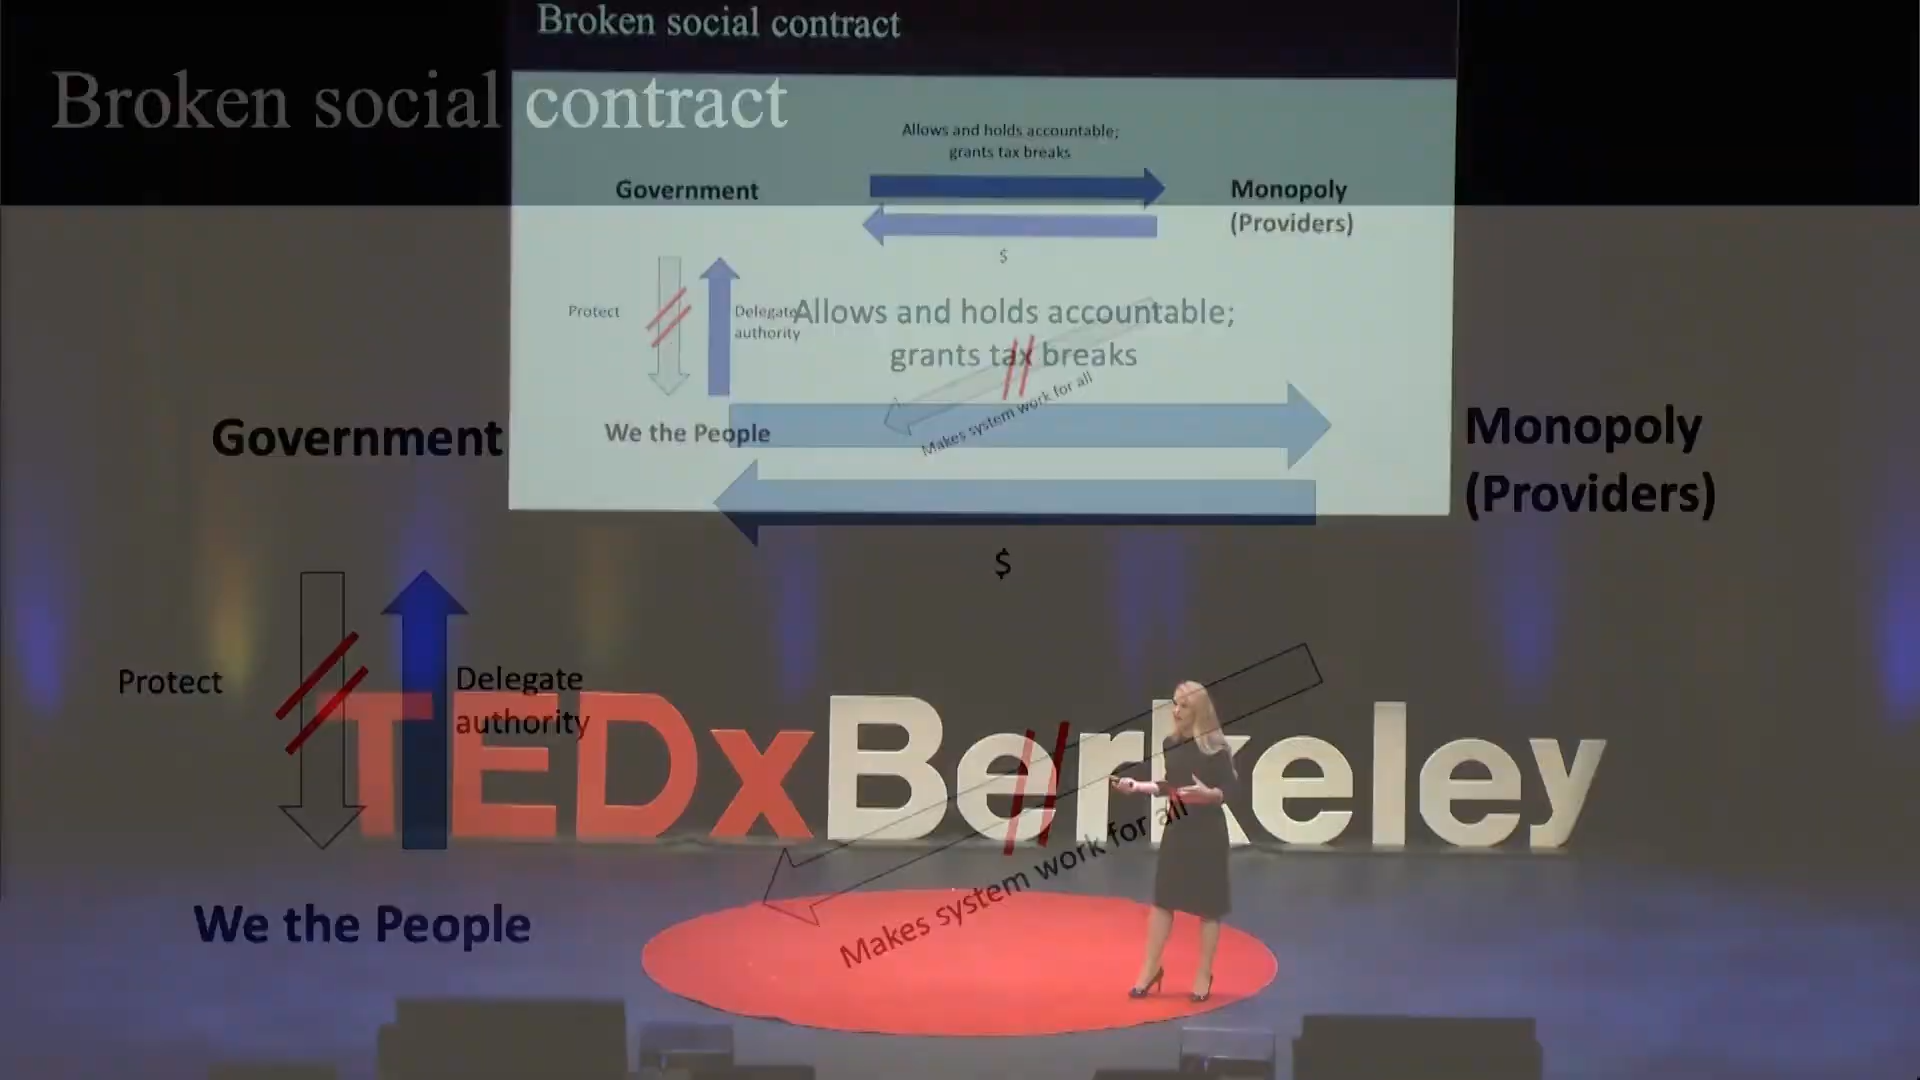 Broken social contract
Broken social contract
Allows and holds accountable;
grants tax breaks
Government
Monopoly
(Providers)
$
Protect
Delegate
authority
We the People
Makes system work for all
Allows and holds accountable;
grants tax breaks
Government
Monopoly
(Providers)
$
Protect
Delegate
authority
We the People
Makes system work for all
TEDxBerkeley